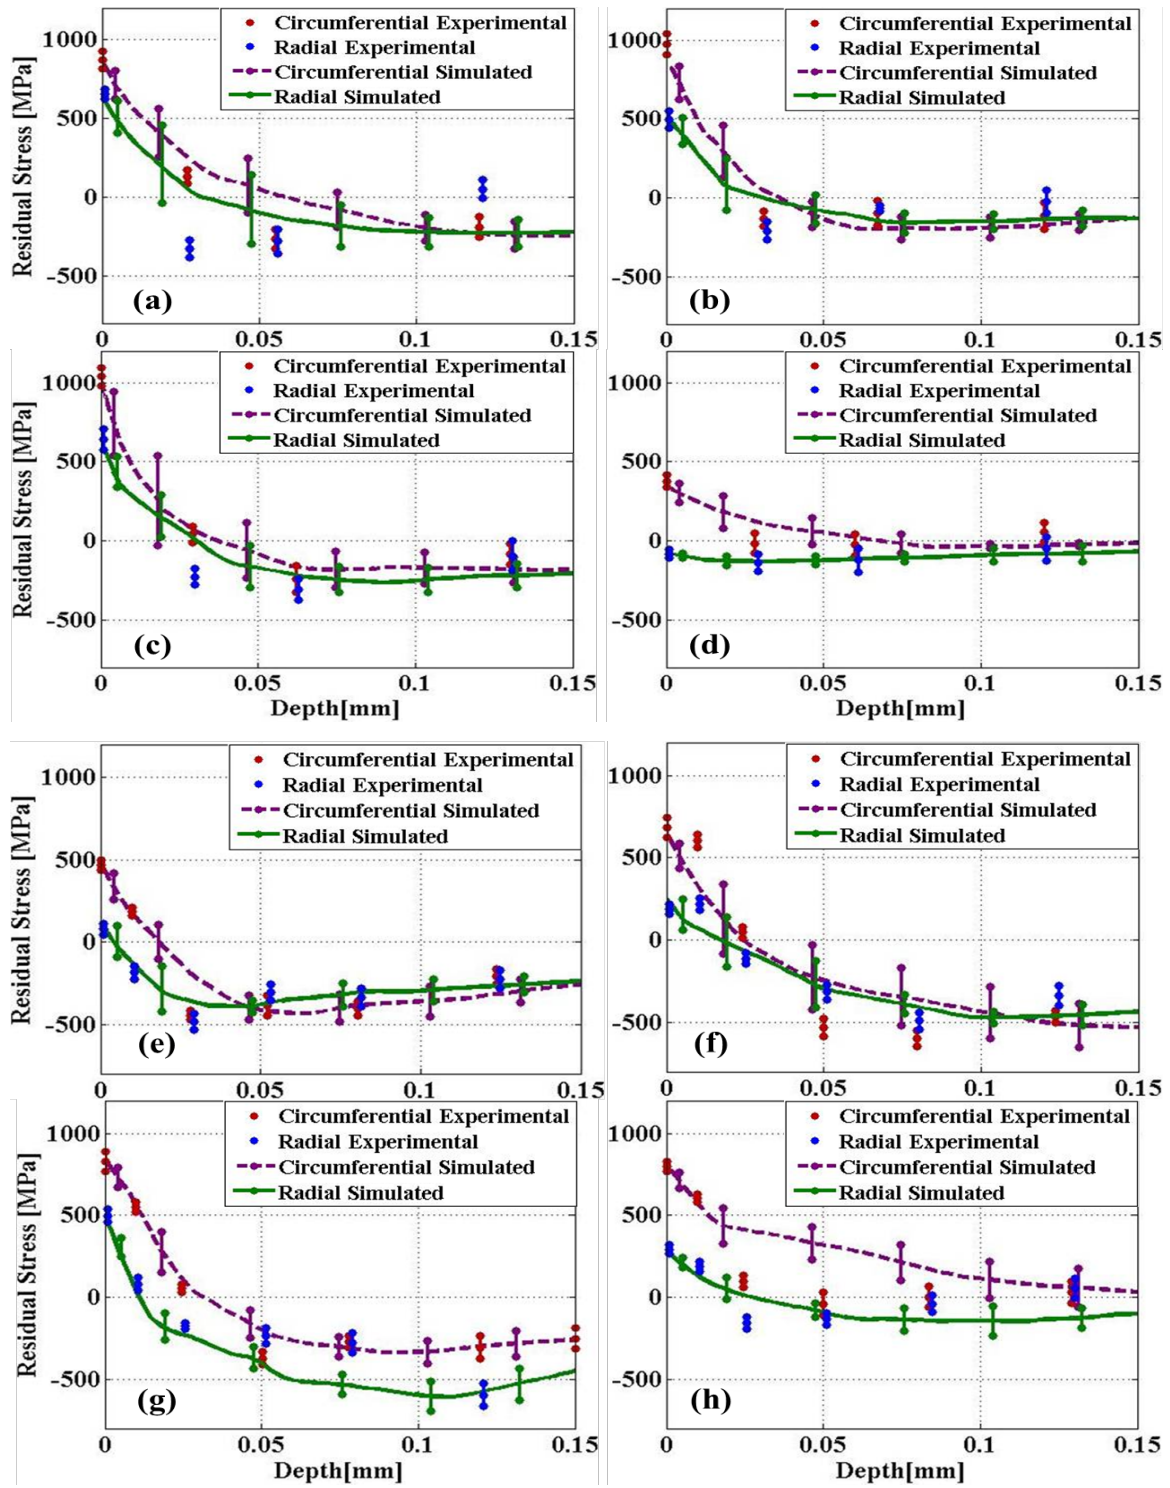 Circumferential Experimental
Radial Experimental
Circumferential Simulated
Radial Simulated
Residual Stress [MPa]
1000
500
0
−500
(a)
0 0.05 0.1 0.15
Circumferential Experimental
Radial Experimental
Circumferential Simulated
Radial Simulated
1000
500
0
−500
(b)
0 0.05 0.1 0.15
Circumferential Experimental
Radial Experimental
Circumferential Simulated
Radial Simulated
Residual Stress [MPa]
1000
500
0
−500
(c)
0 0.05 0.1 0.15
Depth[mm]
Circumferential Experimental
Radial Experimental
Circumferential Simulated
Radial Simulated
1000
500
0
−500
(d)
0 0.05 0.1 0.15
Depth[mm]
Circumferential Experimental
Radial Experimental
Circumferential Simulated
Radial Simulated
Residual Stress [MPa]
1000
500
0
−500
(e)
0 0.05 0.1 0.15
Circumferential Experimental
Radial Experimental
Circumferential Simulated
Radial Simulated
1000
500
0
−500
(f)
0 0.05 0.1 0.15
Circumferential Experimental
Radial Experimental
Circumferential Simulated
Radial Simulated
Residual Stress [MPa]
1000
500
0
−500
(g)
0 0.05 0.1 0.15
Depth[mm]
Circumferential Experimental
Radial Experimental
Circumferential Simulated
Radial Simulated
1000
500
0
−500
(h)
0 0.05 0.1 0.15
Depth[mm]